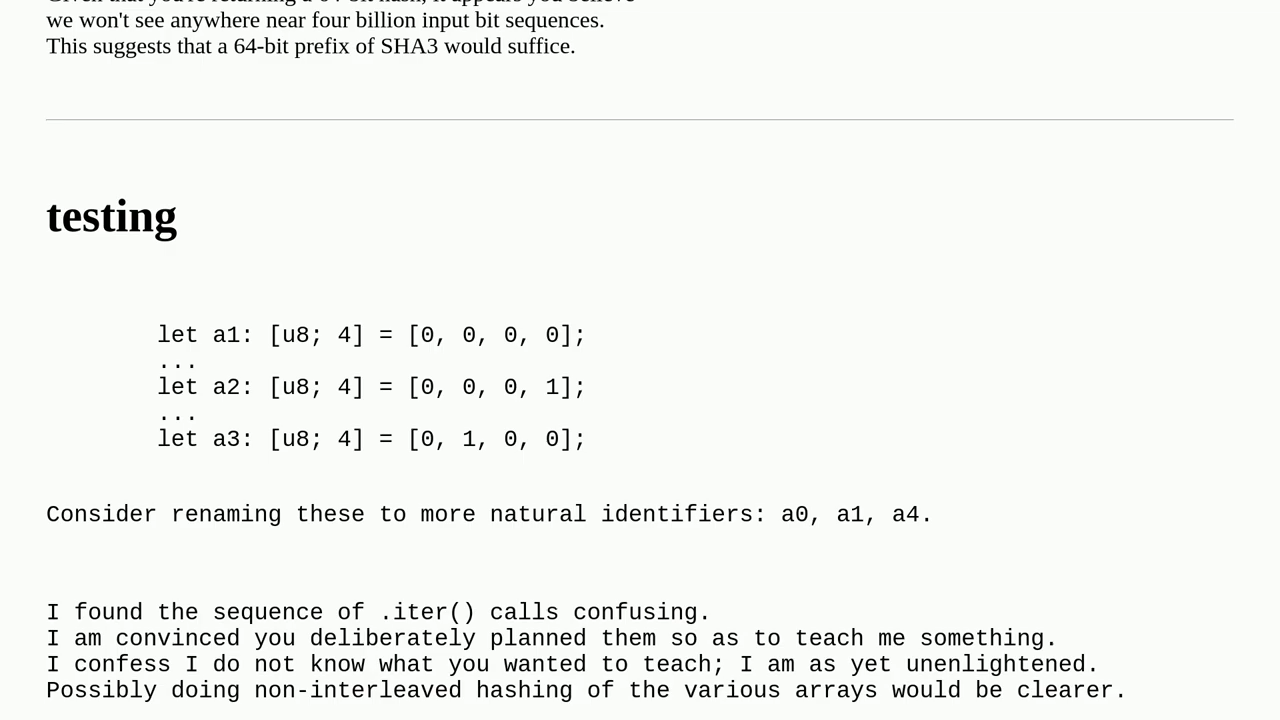 we won't see anywhere near four billion input bit sequences.
This suggests that a 64-bit prefix of SHA3 would suffice.
testing
let a1: [u8; 4] = [0, 0, 0, 0];
...
let a2: [u8; 4] = [0, 0, 0, 1];
...
let a3: [u8; 4] = [0, 1, 0, 0];
Consider renaming these to more natural identifiers: a0, a1, a4.
I found the sequence of .iter() calls confusing.
I am convinced you deliberately planned them so as to teach me something.
I confess I do not know what you wanted to teach; I am as yet unenlightened.
Possibly doing non-interleaved hashing of the various arrays would be clearer.